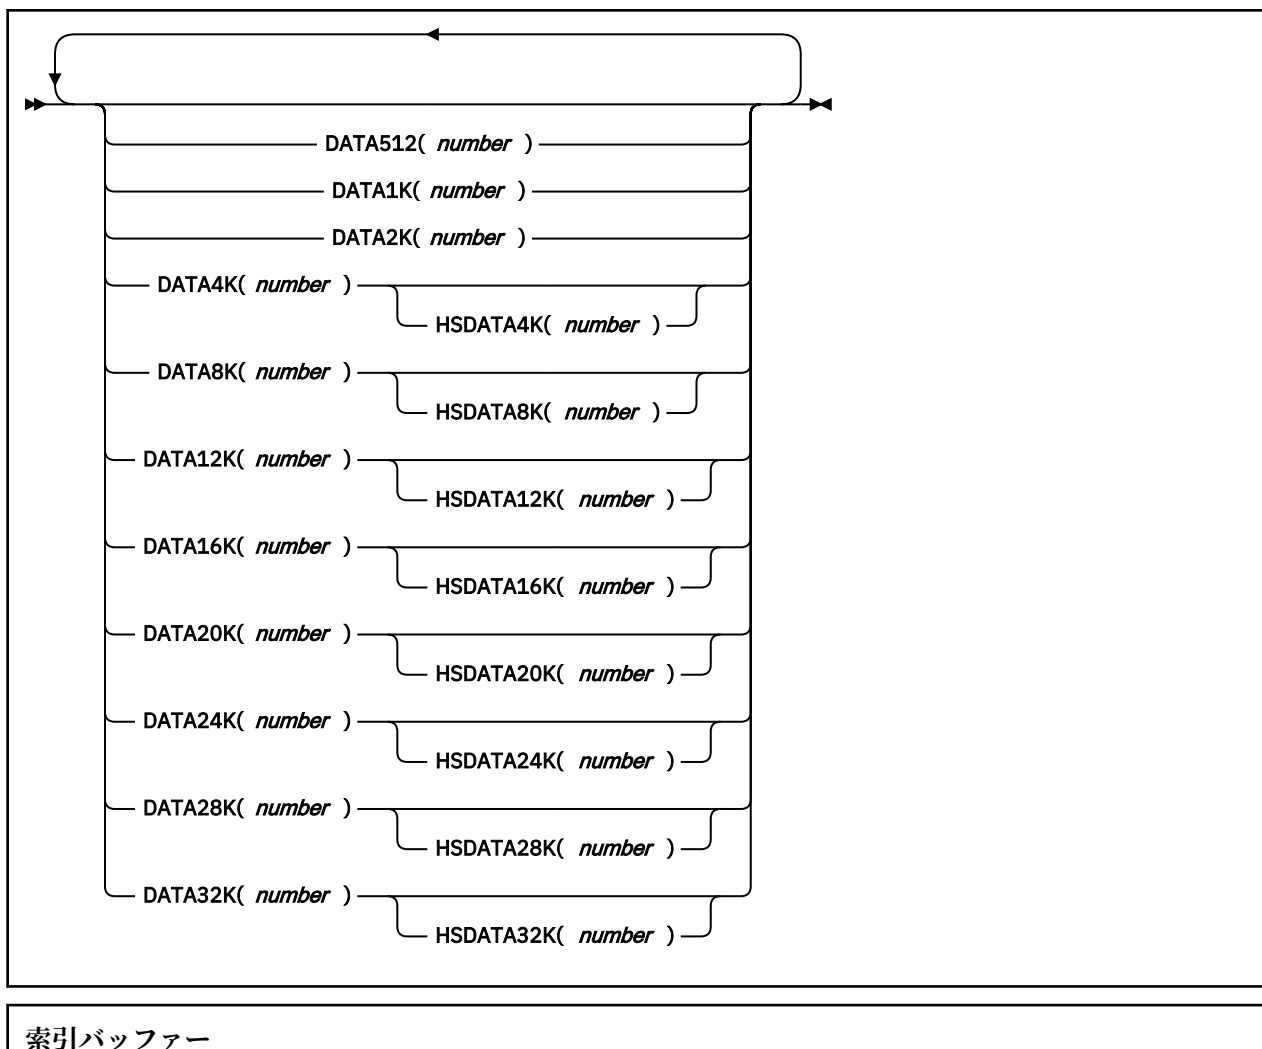 DATA512( number )
DATA1K( number )
DATA2K( number )
DATA4K( number )
HSDATA4K( number )
DATA8K( number )
HSDATA8K( number )
DATA12K( number )
HSDATA12K( number )
DATA16K( number )
HSDATA16K( number )
DATA20K( number )
HSDATA20K( number )
DATA24K( number )
HSDATA24K( number )
DATA28K( number )
HSDATA28K( number )
DATA32K( number )
HSDATA32K( number )
索引バッファー